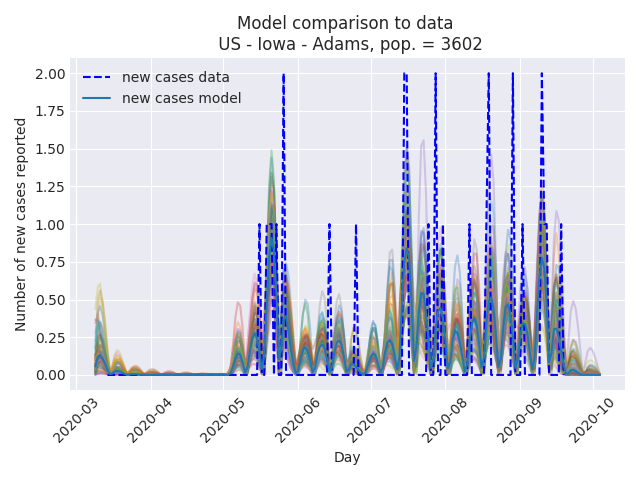 Model comparison to data
US - Iowa - Adams, pop. = 3602
new cases data
new cases model
Number of new cases reported
2.00
1.75
1.50
1.25
1.00
0.75
0.50
0.25
0.00
2020-03
2020-04
2020-05
2020-06
2020-07
2020-08
2020-09
2020-10
Day